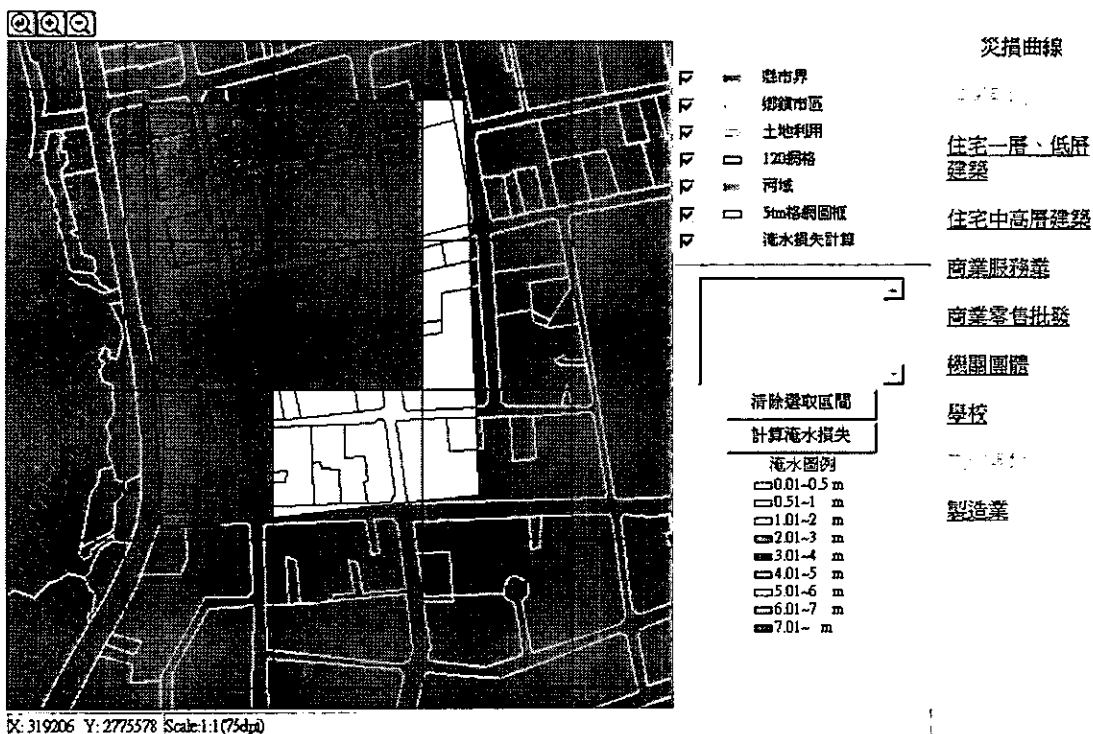 災損曲線
縣市界
鄉鎮市區
土地利用
120網格
河域
5km格網圖框
淹水損失計算
住宅一層、低層
建築
住宅中高層建築
商業服務業
商業零售批發
機關團體
學校
製造業
清除選取區間
計算淹水損失
淹水圖例
0.01~0.5 m
0.51~1 m
1.01~2 m
2.01~3 m
3.01~4 m
4.01~5 m
5.01~6 m
6.01~7 m
7.01~ m
X: 319206 Y: 2775578 Scale:1:1(75dpi)